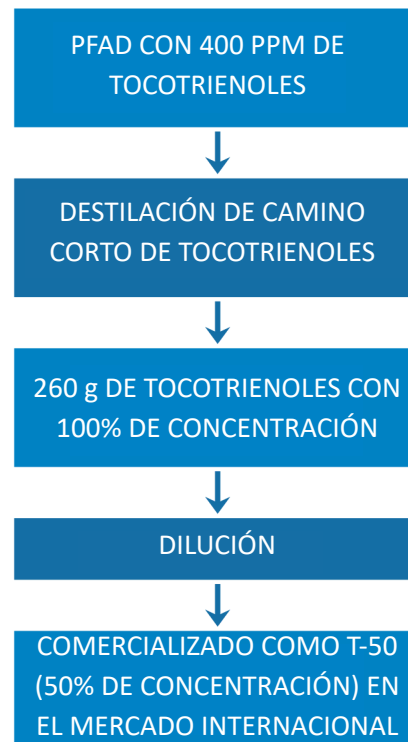 PFAD CON 400 PPM DE
TOCOTRIENOLES
DESTILACIÓN DE CAMINO
CORTO DE TOCOTRIENOLES
260 g DE TOCOTRIENOLES CON
100% DE CONCENTRACIÓN
DILUCIÓN
COMERCIALIZADO COMO T-50
(50% DE CONCENTRACIÓN) EN
EL MERCADO INTERNACIONAL